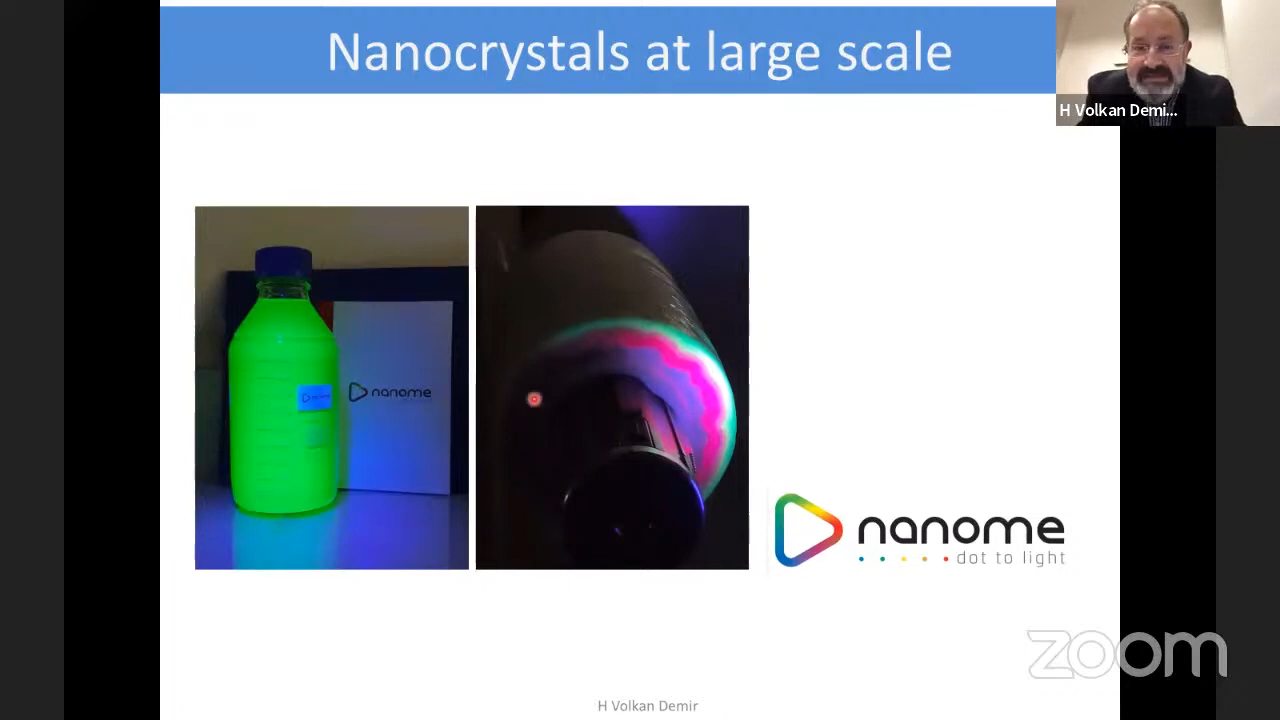 Nanocrystals at large scale
H Volkan Demi...
nanome
nanome
dot to light
zoom
H Volkan Demir